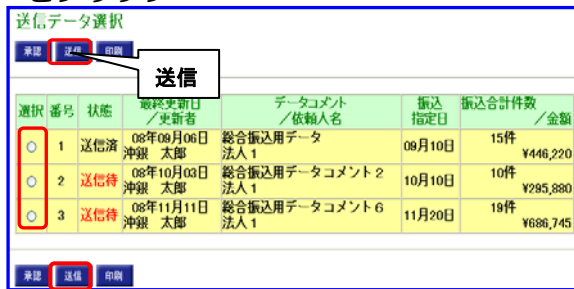 送信データ選択
承認 送信 印刷
送信
選択 番号 状態 最終更新日／更新者 データコメント／依頼人名 振込指定日 振込合計件数／金額
1 送信済 08年09月06日 沖銀 太郎 総合振込用データ 法人1 09月10日 15件 ¥446,220
2 送信待 08年10月03日 沖銀 太郎 総合振込用データコメント2 法人1 10月10日 10件 ¥295,880
3 送信待 08年11月11日 沖銀 太郎 総合振込用データコメント6 法人1 11月20日 19件 ¥686,745
承認 送信 印刷